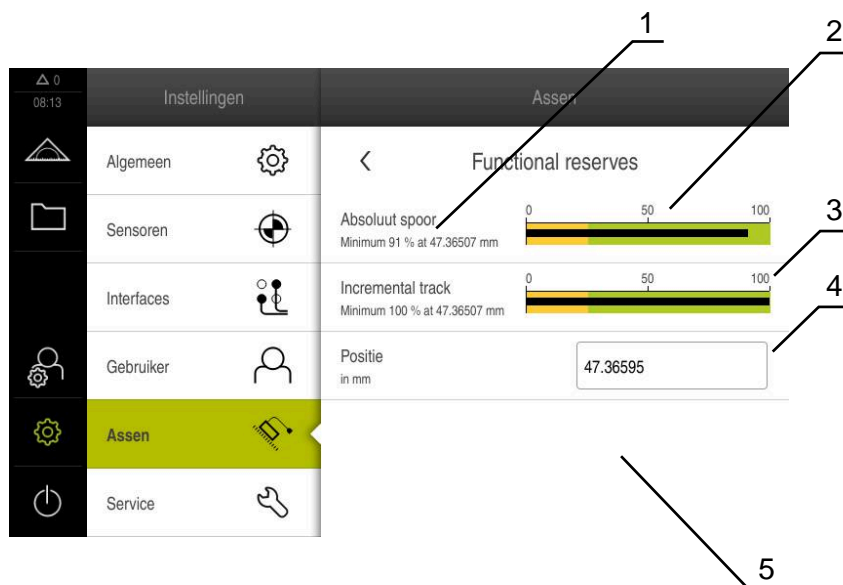 1
2
0
08:13
Instellingen
Assen
Algemeen
Functional reserves
Sensoren
Absoluut spoor
Minimum 91 % at 47.36507 mm
0 50 100
3
Interfaces
Incremental track
Minimum 100 % at 47.36507 mm
0 50 100
4
Gebruiker
Positie
in mm
47.36595
Assen
Service
5